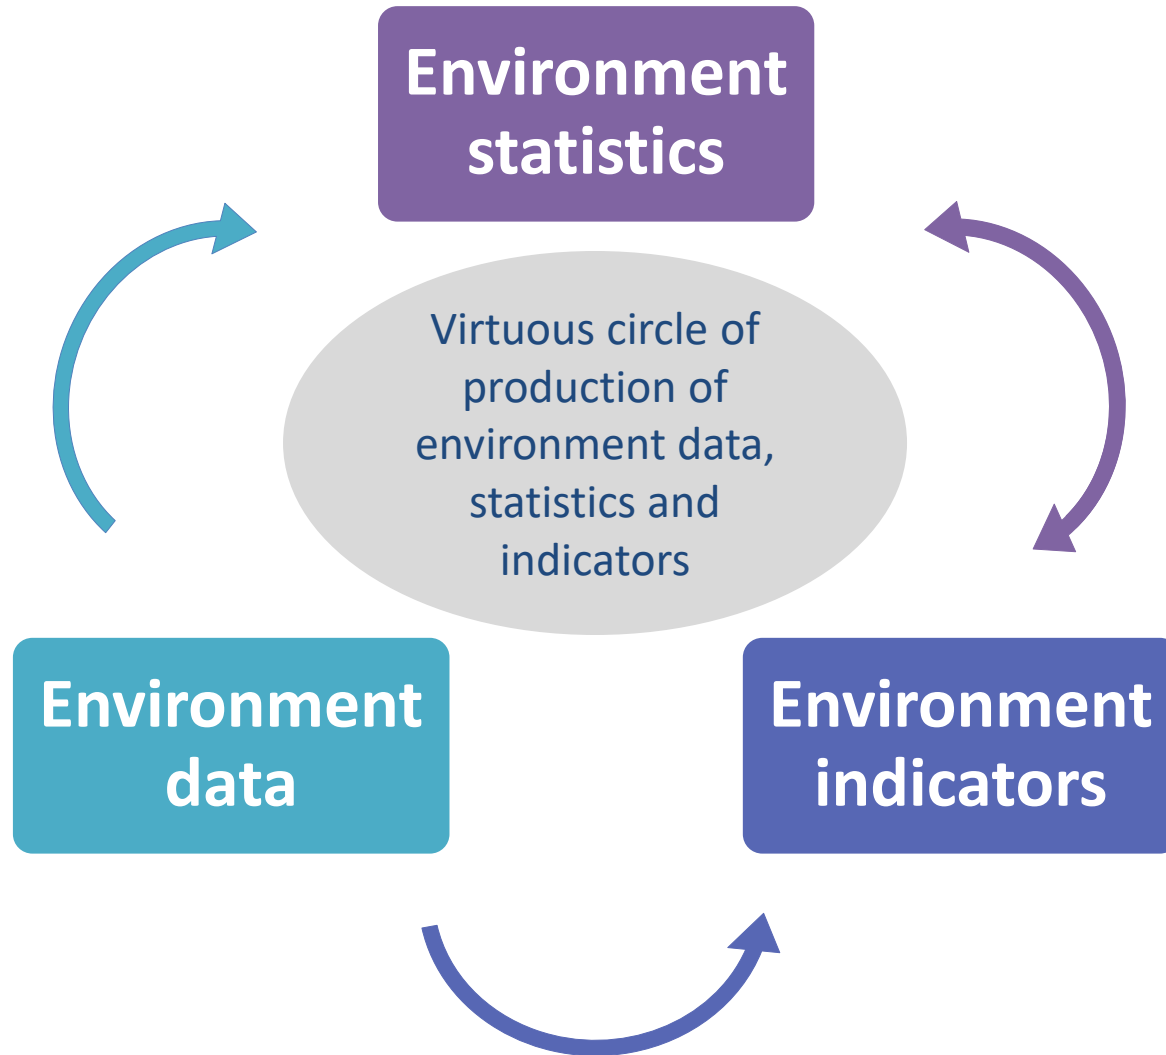 Environment
statistics
Virtuous circle of
production of
environment data,
statistics and
indicators
Environment
data
Environment
indicators